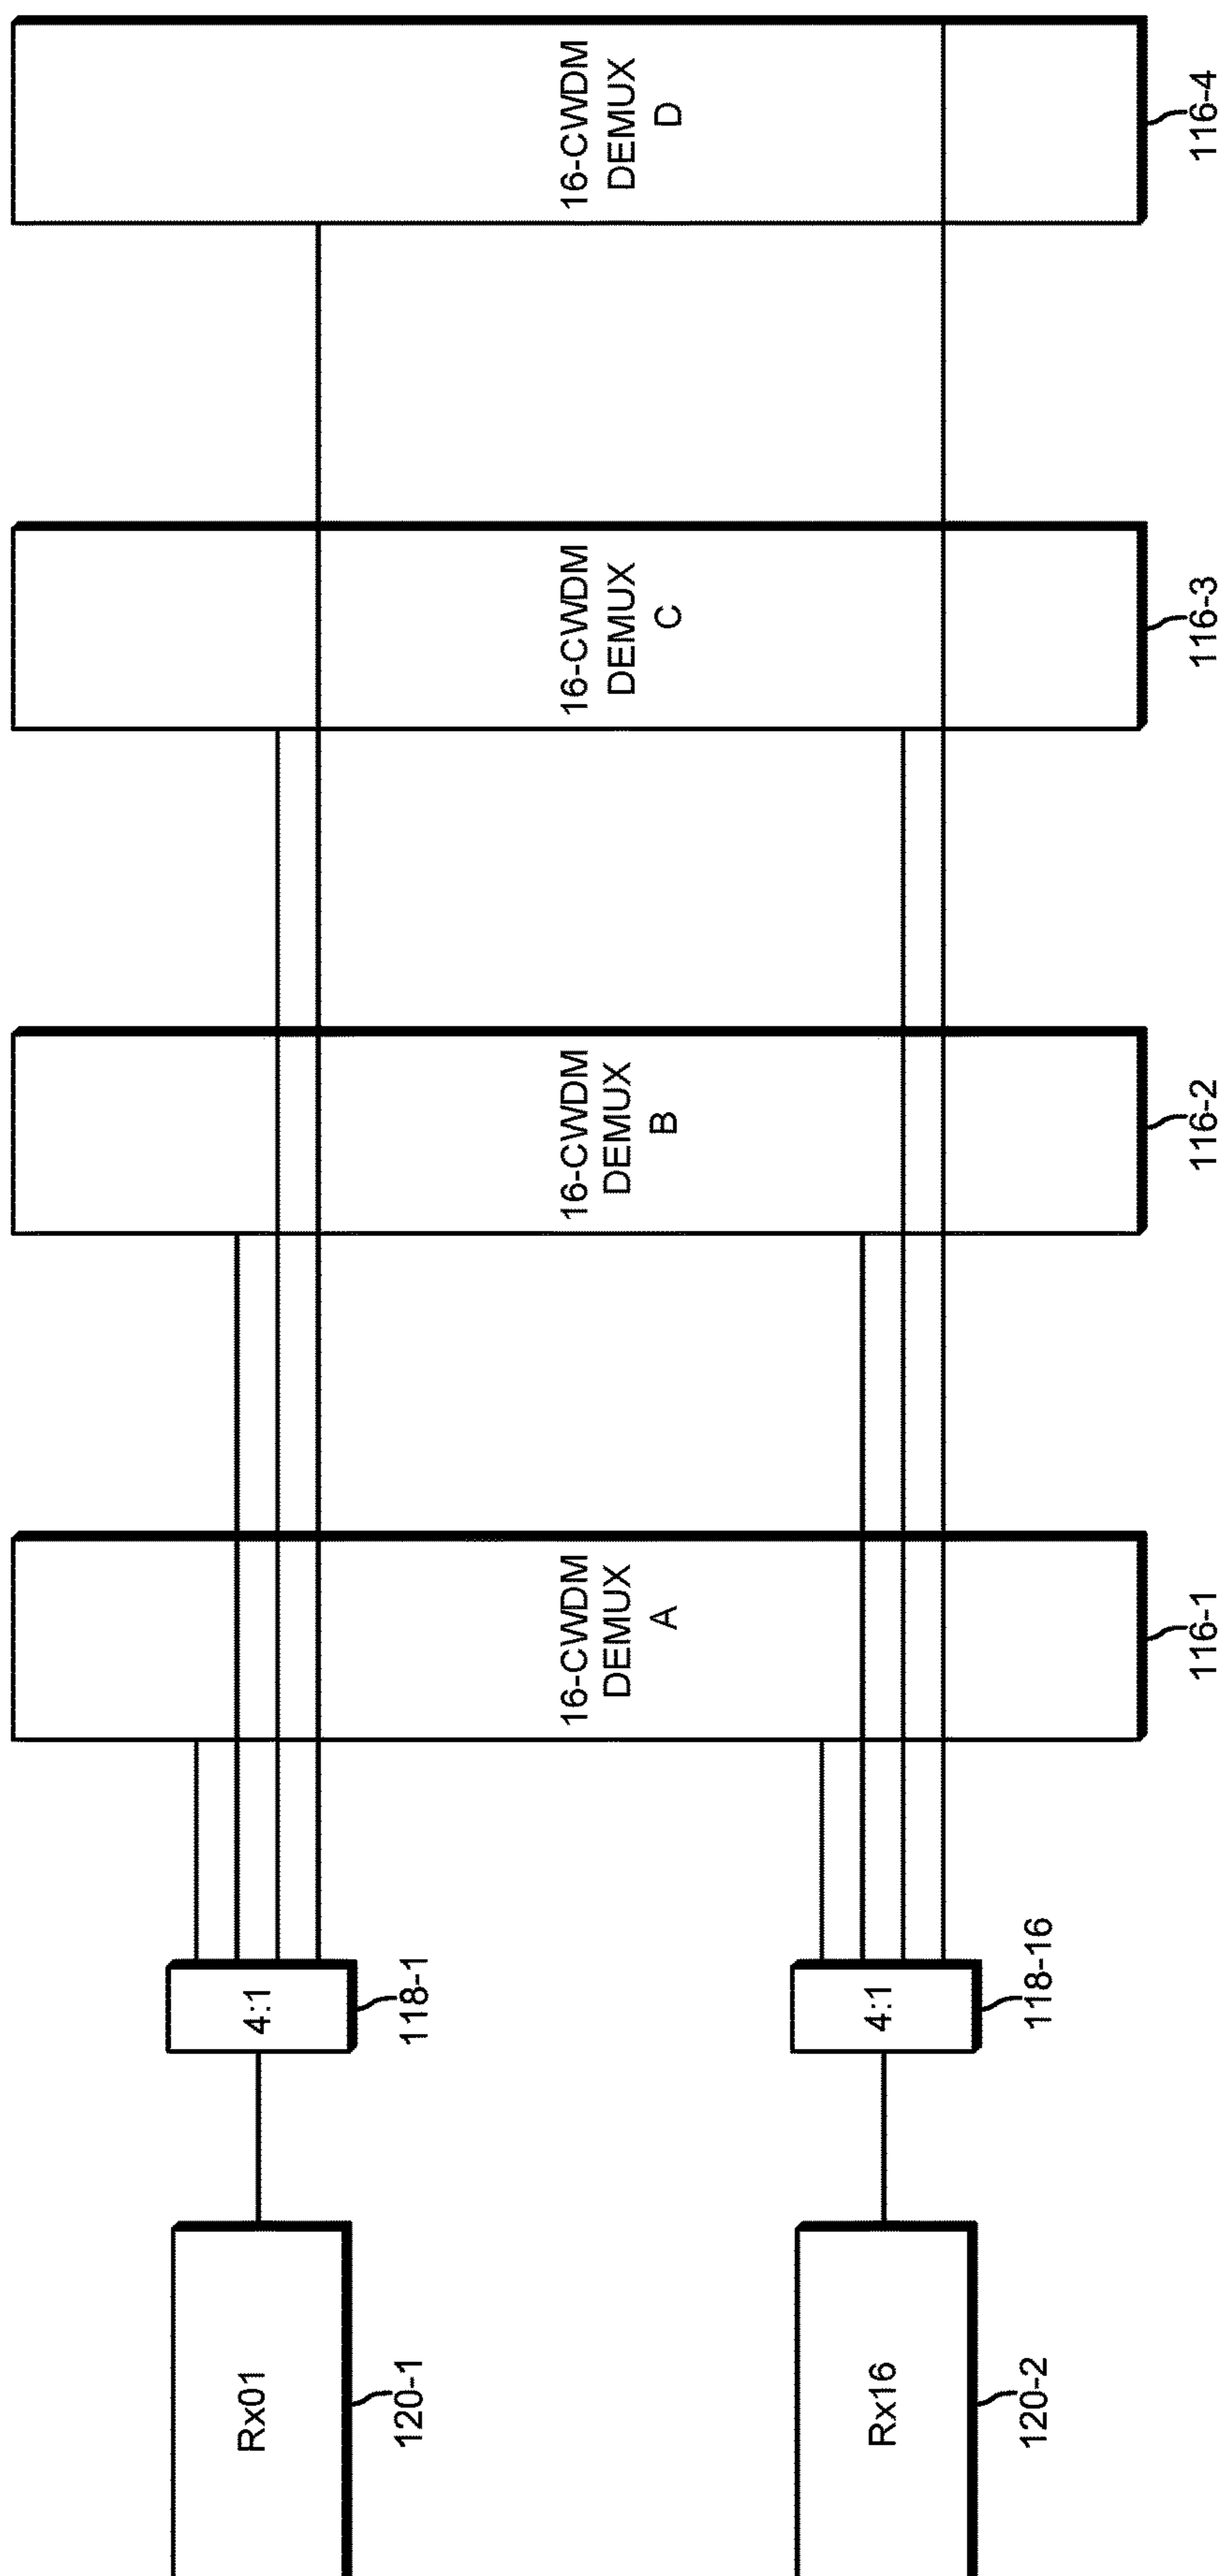 16-CWDM
DEMUX
D
116-4
16-CWDM
DEMUX
C
116-3
16-CWDM
DEMUX
B
116-2
16-CWDM
DEMUX
A
116-1
4:1
118-1
4:1
118-16
Rx01
120-1
Rx16
120-2